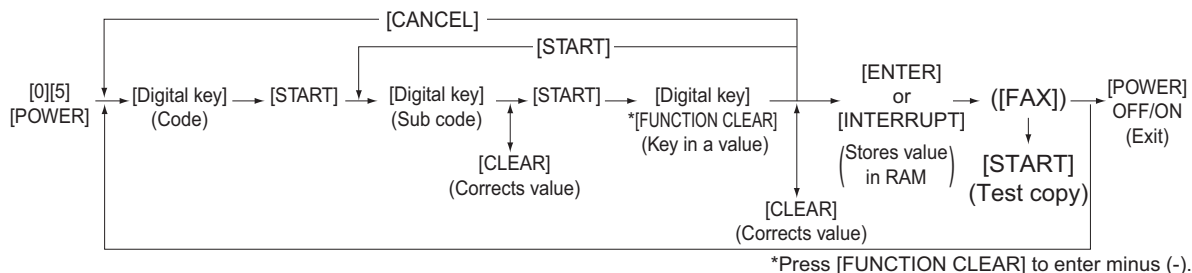 [CANCEL]
[START]
[0][5]
[POWER]
[Digital key]
(Code)
[START]
[Digital key]
(Sub code)
[CLEAR]
(Corrects value)
[START]
[Digital key]
*[FUNCTION CLEAR]
(Key in a value)
[CLEAR]
(Corrects value)
[ENTER]
or
[INTERRUPT]
(Stores value
in RAM)
([FAX])
[START]
(Test copy)
[POWER]
OFF/ON
(Exit)
*Press [FUNCTION CLEAR] to enter minus (-).